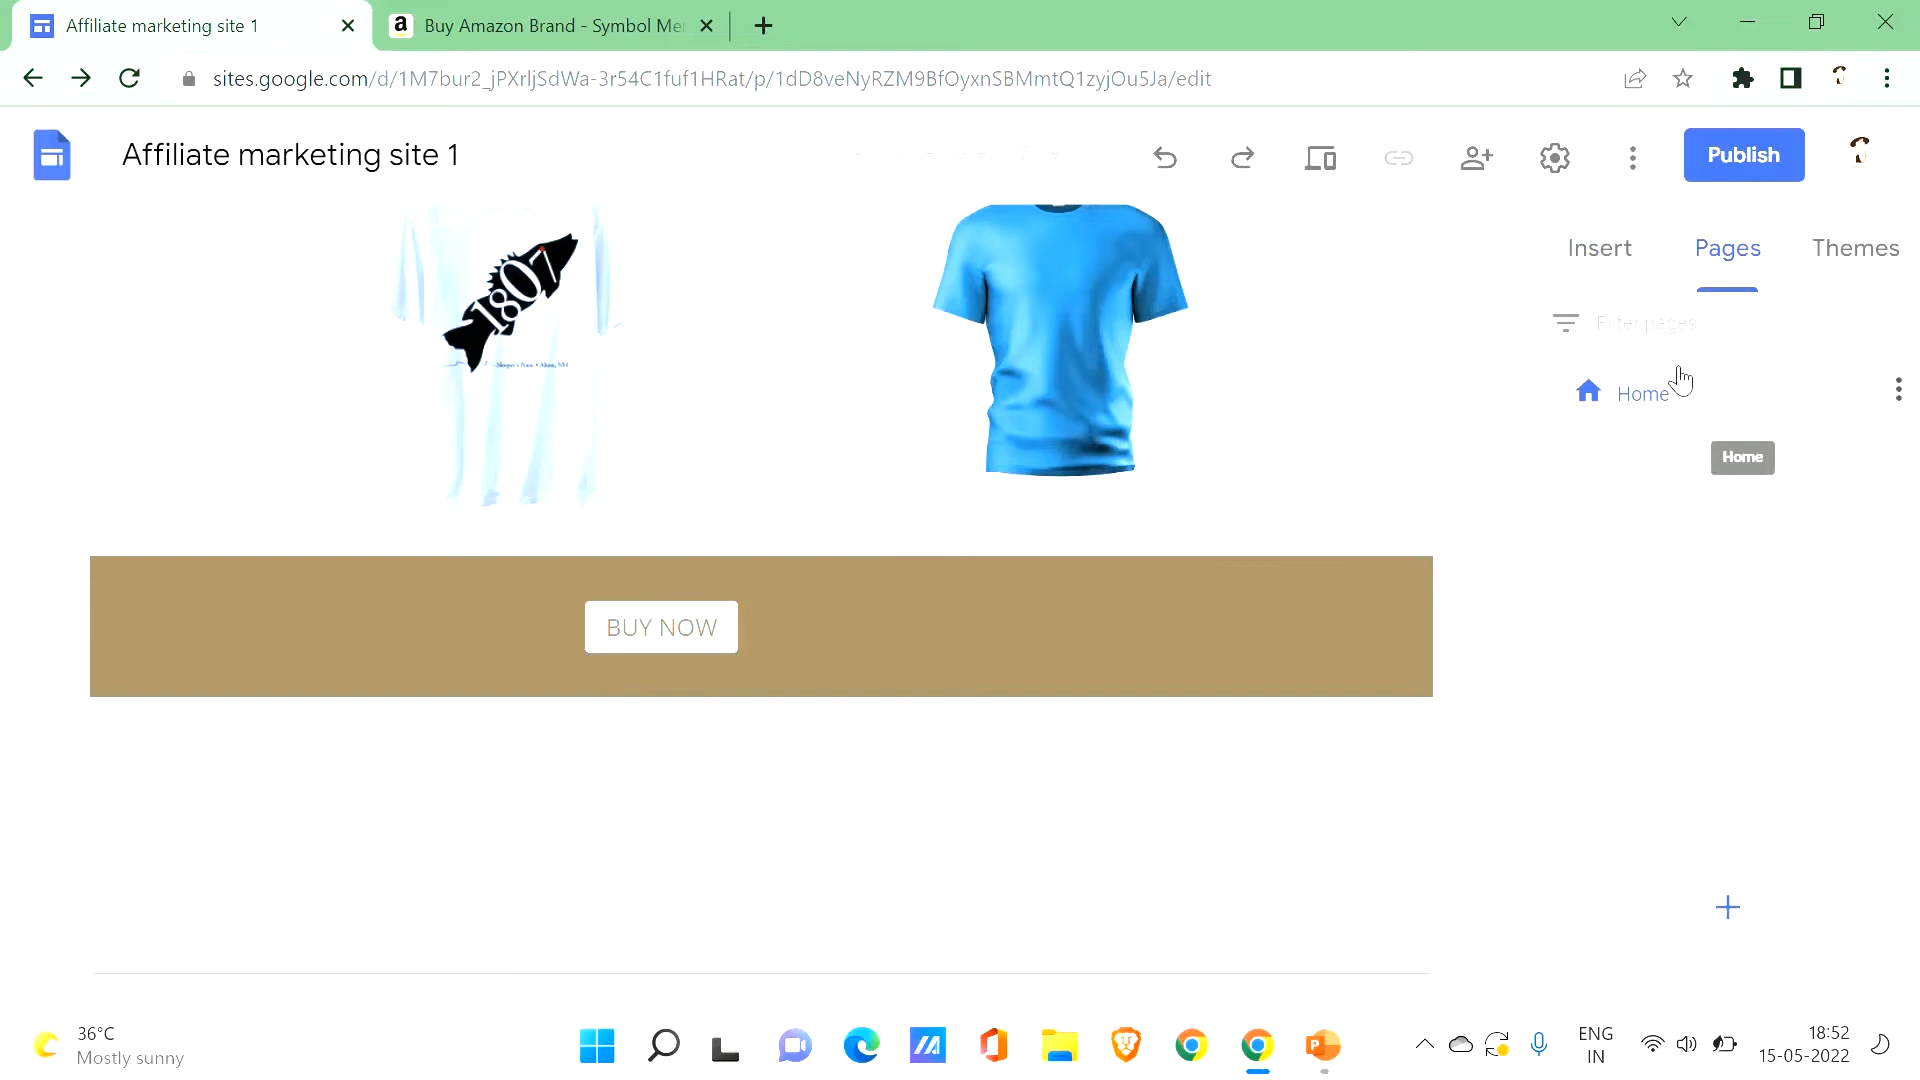 Affiliate marketing site 1
Buy Amazon Brand - Symbol Me
sites.google.com/d/1M7bur2_jPXrljSdWa-3r54C1fuf1HRat/p/1dD8veNyRZM9BfOyxnSBMmtQ1zyjOu5Ja/edit
Affiliate marketing site 1
Publish
Insert Pages Themes
Filter pages
Home
Home
1807
BUY NOW
36°C
Mostly sunny
ENG
IN
18:52
15-05-2022